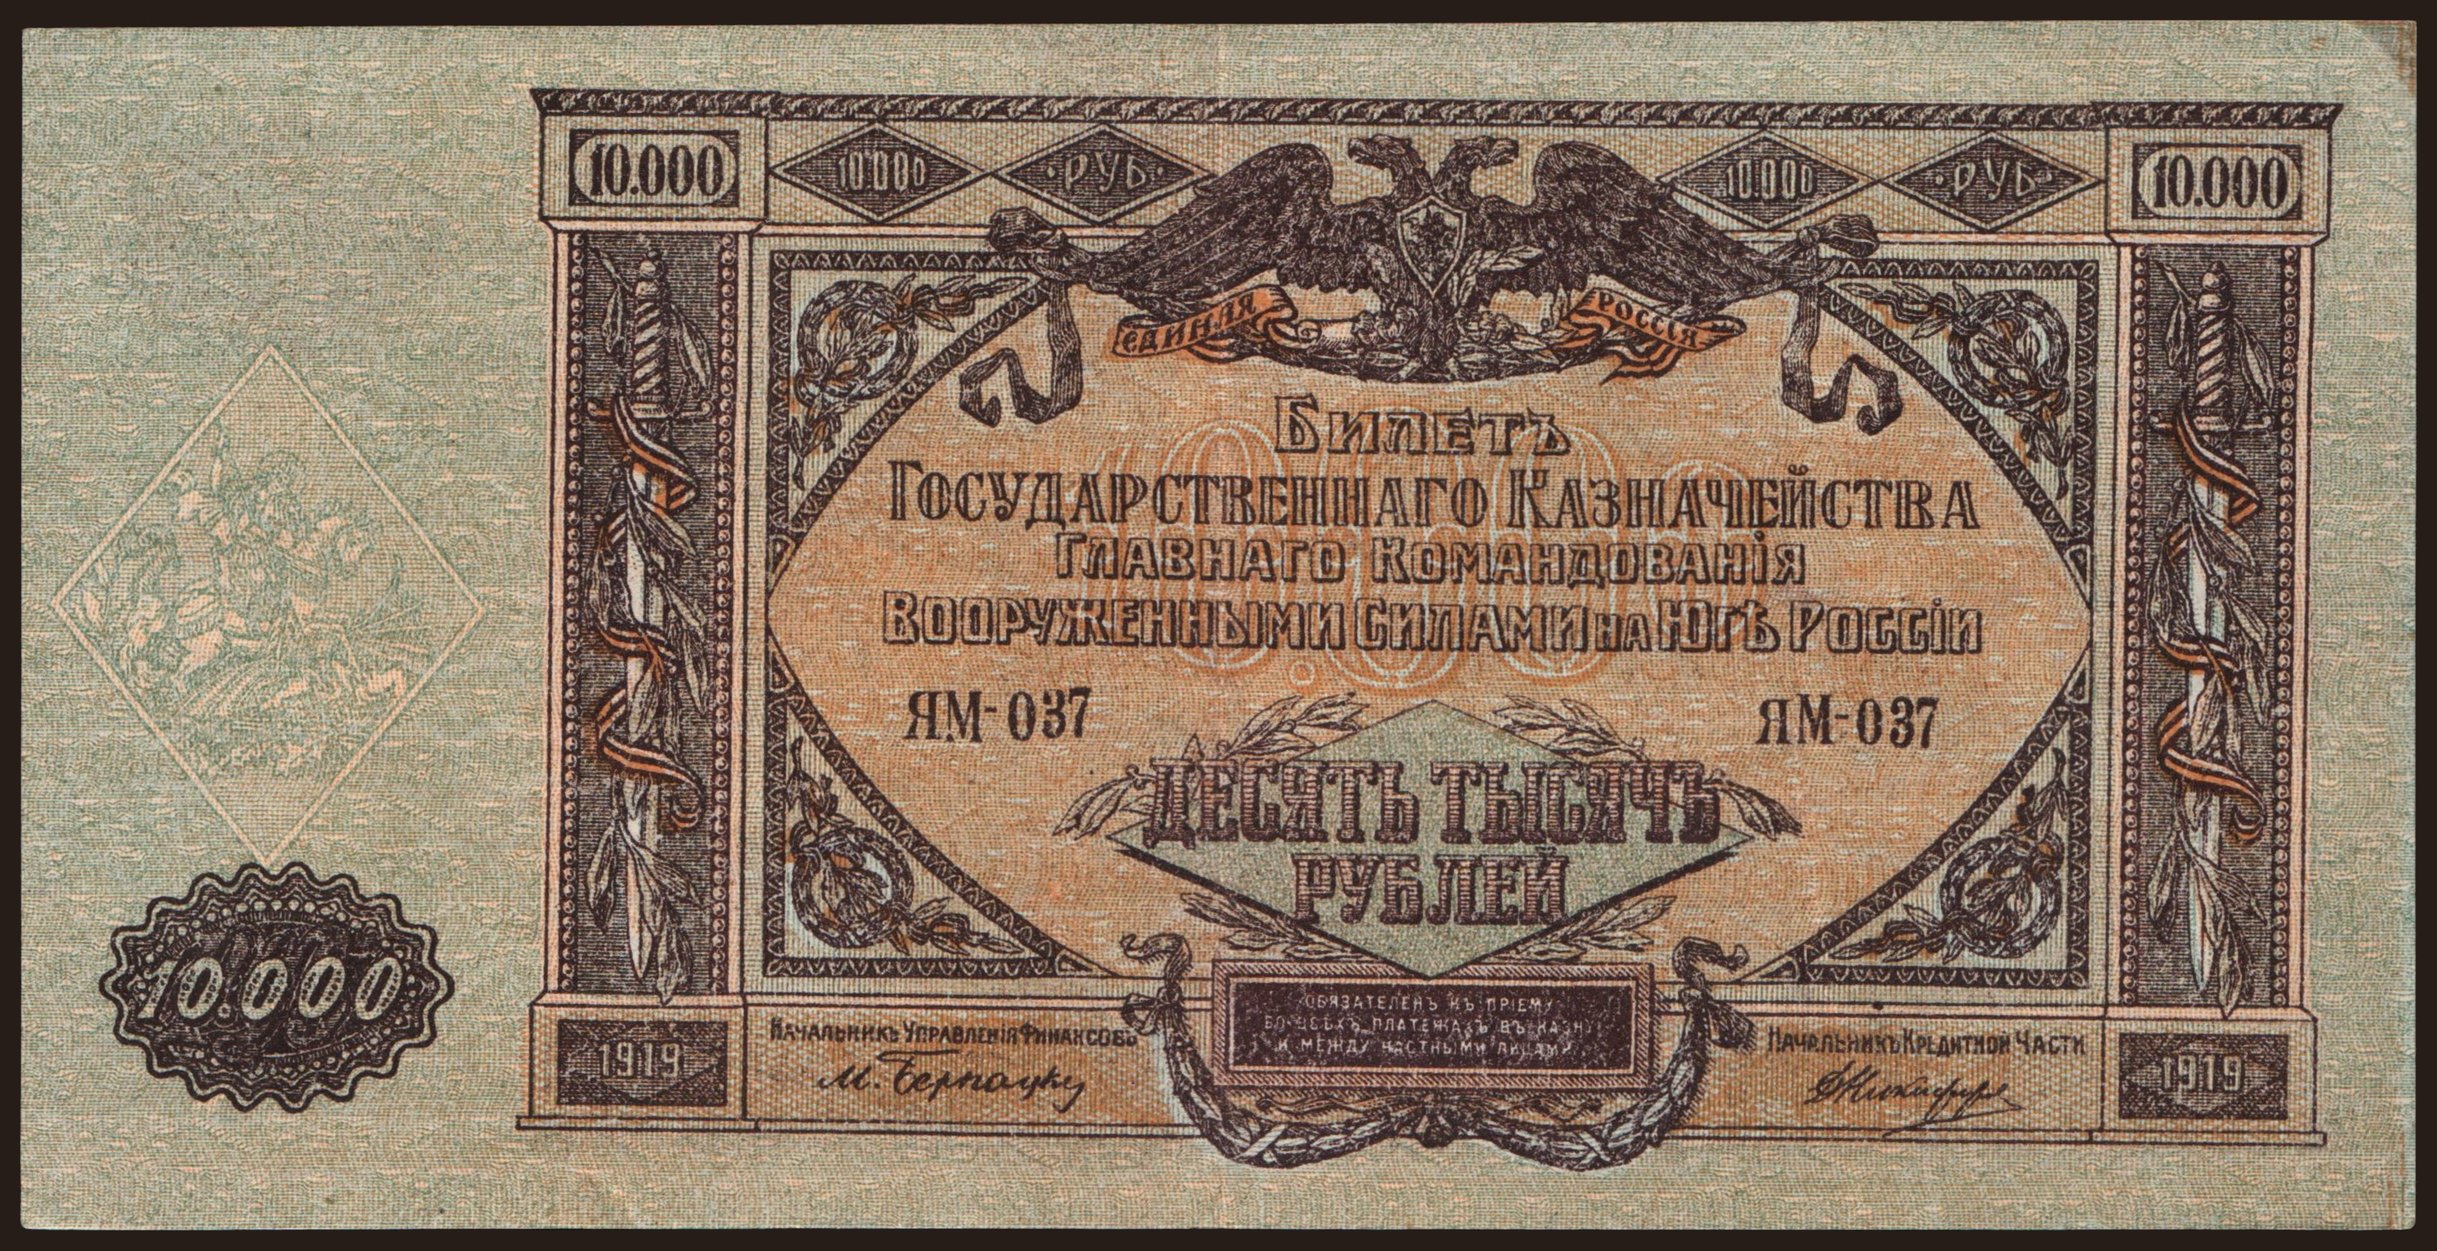 10.000 10.000 ·РУБ· 10.000 ·РУБ· 10.000
ЕДИНАЯ РОССІЯ
БИЛЕТЪ
ГОСУДАРСТВЕННАГО КАЗНАЧЕЙСТВА
ГЛАВНАГО КОМАНДОВАНІЯ
ВООРУЖЕННЫМИ СИЛАМИ НА ЮГѢ РОССІИ
ЯМ-037 ЯМ-037
ДЕСЯТЬ ТЫСЯЧЪ
РУБЛЕЙ
10.000
ОБЯЗАТЕЛЕНЪ КЪ ПРІЕМУ
ВО ВСѢХЪ ПЛАТЕЖАХЪ ВЪ КАЗНУ
И МЕЖДУ ЧАСТНЫМИ ЛИЦАМИ
НАЧАЛЬНИКЪ УПРАВЛЕНІЯ ФИНАНСОВЪ
М. Бернацкій
НАЧАЛЬНИКЪ КРЕДИТНОЙ ЧАСТИ
1919 1919